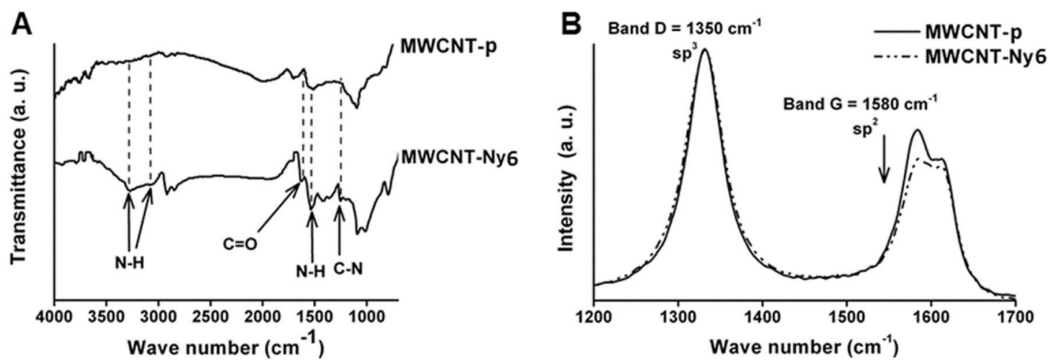 A
MWCNT-p
MWCNT-Ny6
N-H
C=O
N-H
C-N
Transmittance (a. u.)
4000 3500 3000 2500 2000 1500 1000
Wave number (cm-1)
B
Band D = 1350 cm-1
sp3
MWCNT-p
MWCNT-Ny6
Band G = 1580 cm-1
sp2
Intensity (a. u.)
1200 1300 1400 1500 1600 1700
Wave number (cm-1)